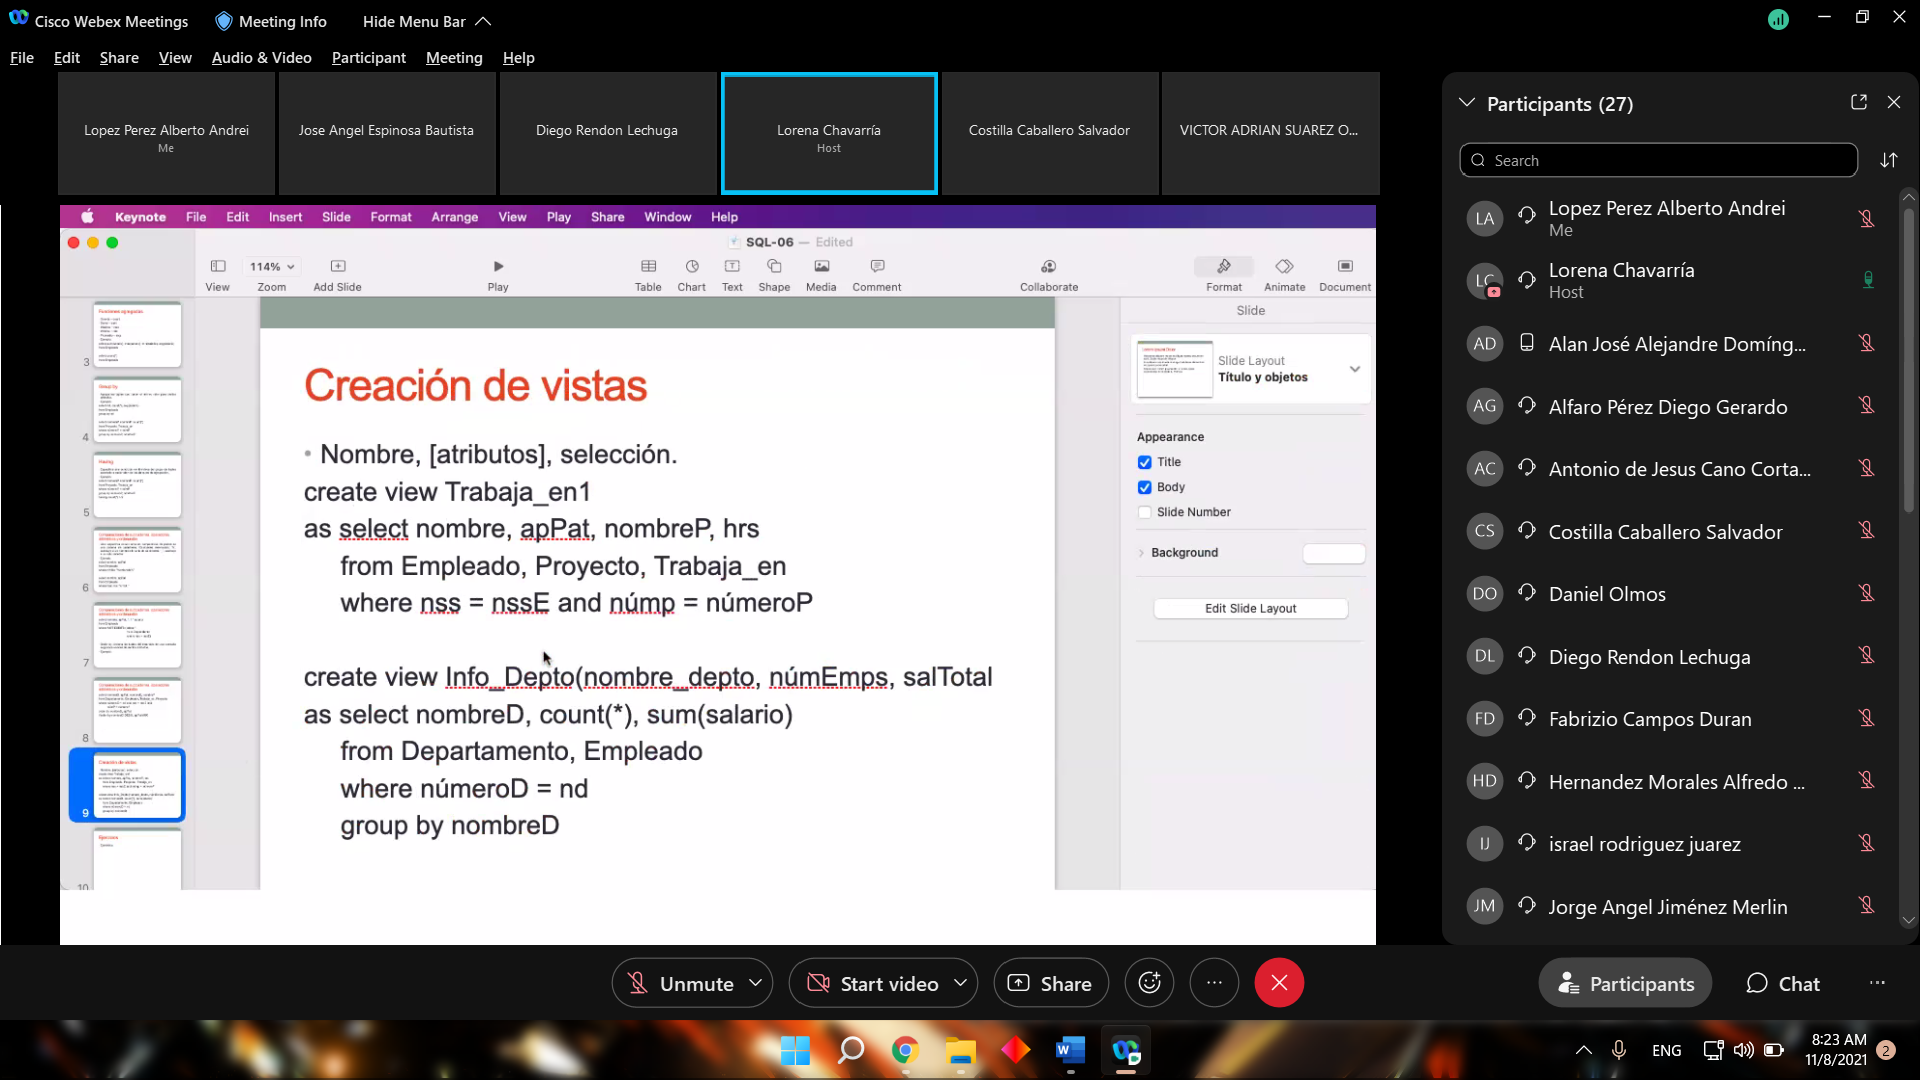 Cisco Webex Meetings
Meeting Info
Hide Menu Bar
File Edit Share View Audio & Video Participant Meeting Help
Lopez Perez Alberto Andrei
Me
Jose Angel Espinosa Bautista
Diego Rendon Lechuga
Lorena Chavarría
Host
Costilla Caballero Salvador
VICTOR ADRIAN SUAREZ O...
Keynote File Edit Insert Slide Format Arrange View Play Share Window Help
SQL-06 — Edited
114%
View Zoom Add Slide Play Table Chart Text Shape Media Comment Collaborate Format Animate Document
3
4
5
6
7
8
9
10
Creación de vistas
• Nombre, [atributos], selección.
create view Trabaja_en1
as select nombre, apPat, nombreP, hrs
from Empleado, Proyecto, Trabaja_en
where nss = nssE and númp = númeroP
create view Info_Depto(nombre_depto, númEmps, salTotal
as select nombreD, count(*), sum(salario)
from Departamento, Empleado
where númeroD = nd
group by nombreD
Slide
Slide Layout
Título y objetos
Appearance
Title
Body
Slide Number
Background
Edit Slide Layout
Participants (27)
Search
LA Lopez Perez Alberto Andrei
Me
LC Lorena Chavarría
Host
AD Alan José Alejandre Domíng...
AG Alfaro Pérez Diego Gerardo
AC Antonio de Jesus Cano Corta...
CS Costilla Caballero Salvador
DO Daniel Olmos
DL Diego Rendon Lechuga
FD Fabrizio Campos Duran
HD Hernandez Morales Alfredo ...
IJ israel rodriguez juarez
JM Jorge Angel Jiménez Merlin
Unmute
Start video
Share
Participants
Chat
ENG
8:23 AM
11/8/2021
2